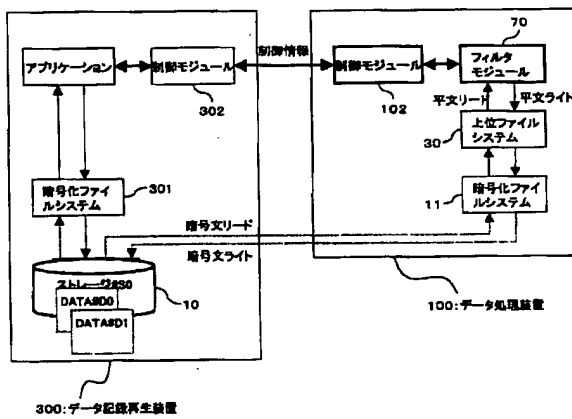 アプリケーション
制御モジュール
302
制御情報
制御モジュール
102
70
フィルタ
モジュール
平文リード
平文ライト
上位ファイル
システム
30
暗号化ファイ
ルシステム
301
暗号化ファイ
ルシステム
11
暗号文リード
暗号文ライト
ストレージ#S0
10
DATA#D0
DATA#D1
100:データ処理装置
300:データ記録再生装置